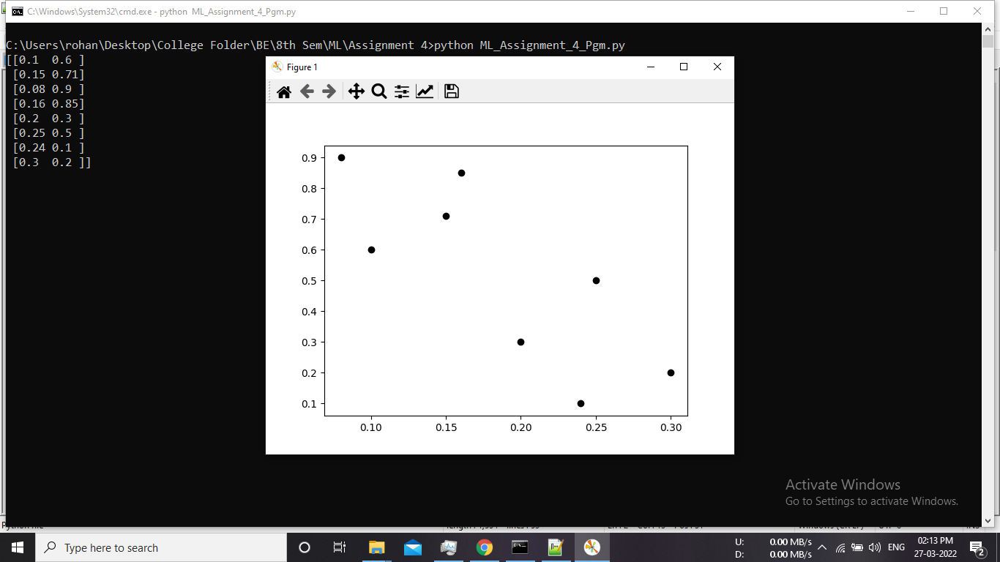 C:\Windows\System32\cmd.exe - python  ML_Assignment_4_Pgm.py
C:\Users\rohan\Desktop\College Folder\BE\8th Sem\ML\Assignment 4>python ML_Assignment_4_Pgm.py
[[0.1  0.6 ]
 [0.15 0.71]
 [0.08 0.9 ]
 [0.16 0.85]
 [0.2  0.3 ]
 [0.25 0.5 ]
 [0.24 0.1 ]
 [0.3  0.2 ]]
Figure 1
0.9
0.8
0.7
0.6
0.5
0.4
0.3
0.2
0.1
0.10 0.15 0.20 0.25 0.30
Activate Windows
Go to Settings to activate Windows.
Type here to search
U: 0.00 MB/s
D: 0.00 MB/s
ENG
02:13 PM
27-03-2022
2